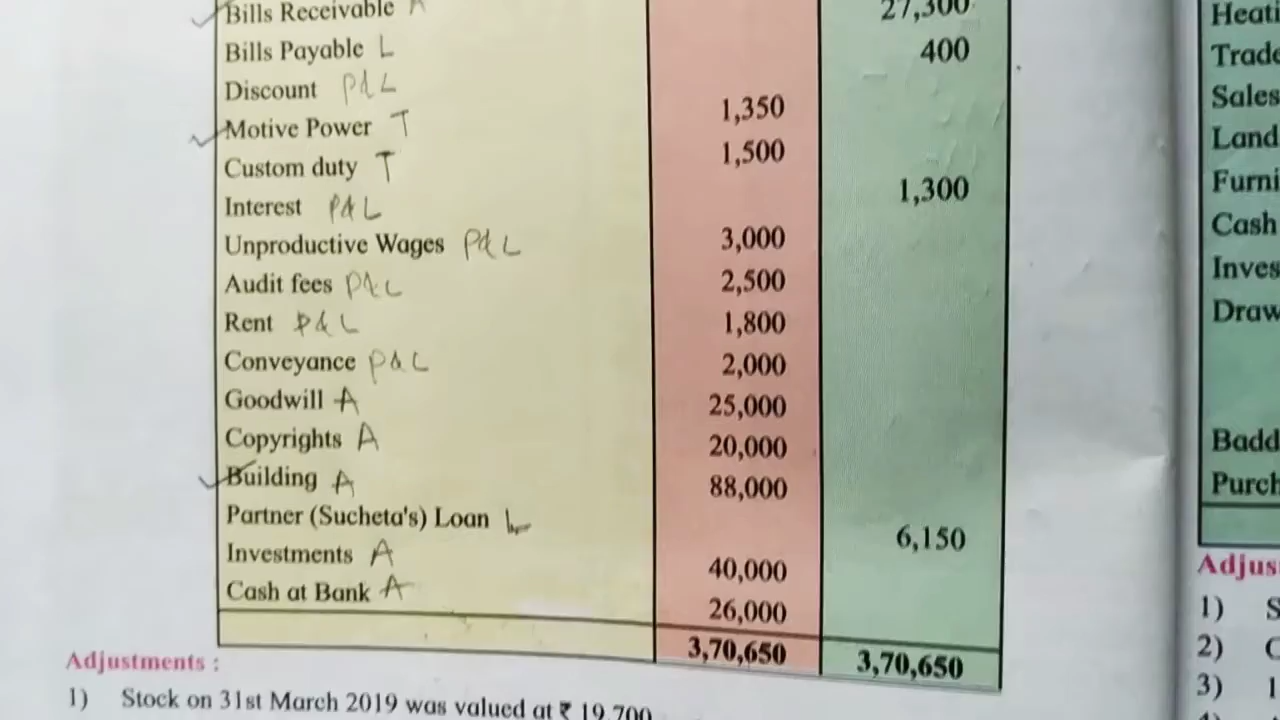 Bills Receivable A 27,300
Bills Payable L 400
Discount P&L
Motive Power T 1,350
Custom duty T 1,500
Interest P&L 1,300
Unproductive Wages P&L 3,000
Audit fees P&L 2,500
Rent P&L 1,800
Conveyance P&L 2,000
Goodwill A 25,000
Copyrights A 20,000
Building A 88,000
Partner (Sucheta's) Loan L 6,150
Investments A 40,000
Cash at Bank A 26,000
3,70,650 3,70,650
Adjustments :
1) Stock on 31st March 2019 was valued at ₹ 19,700
Heati
Trade
Sales
Land
Furni
Cash
Inves
Draw
Badd
Purch
Adjus
1) S
2) C
3)